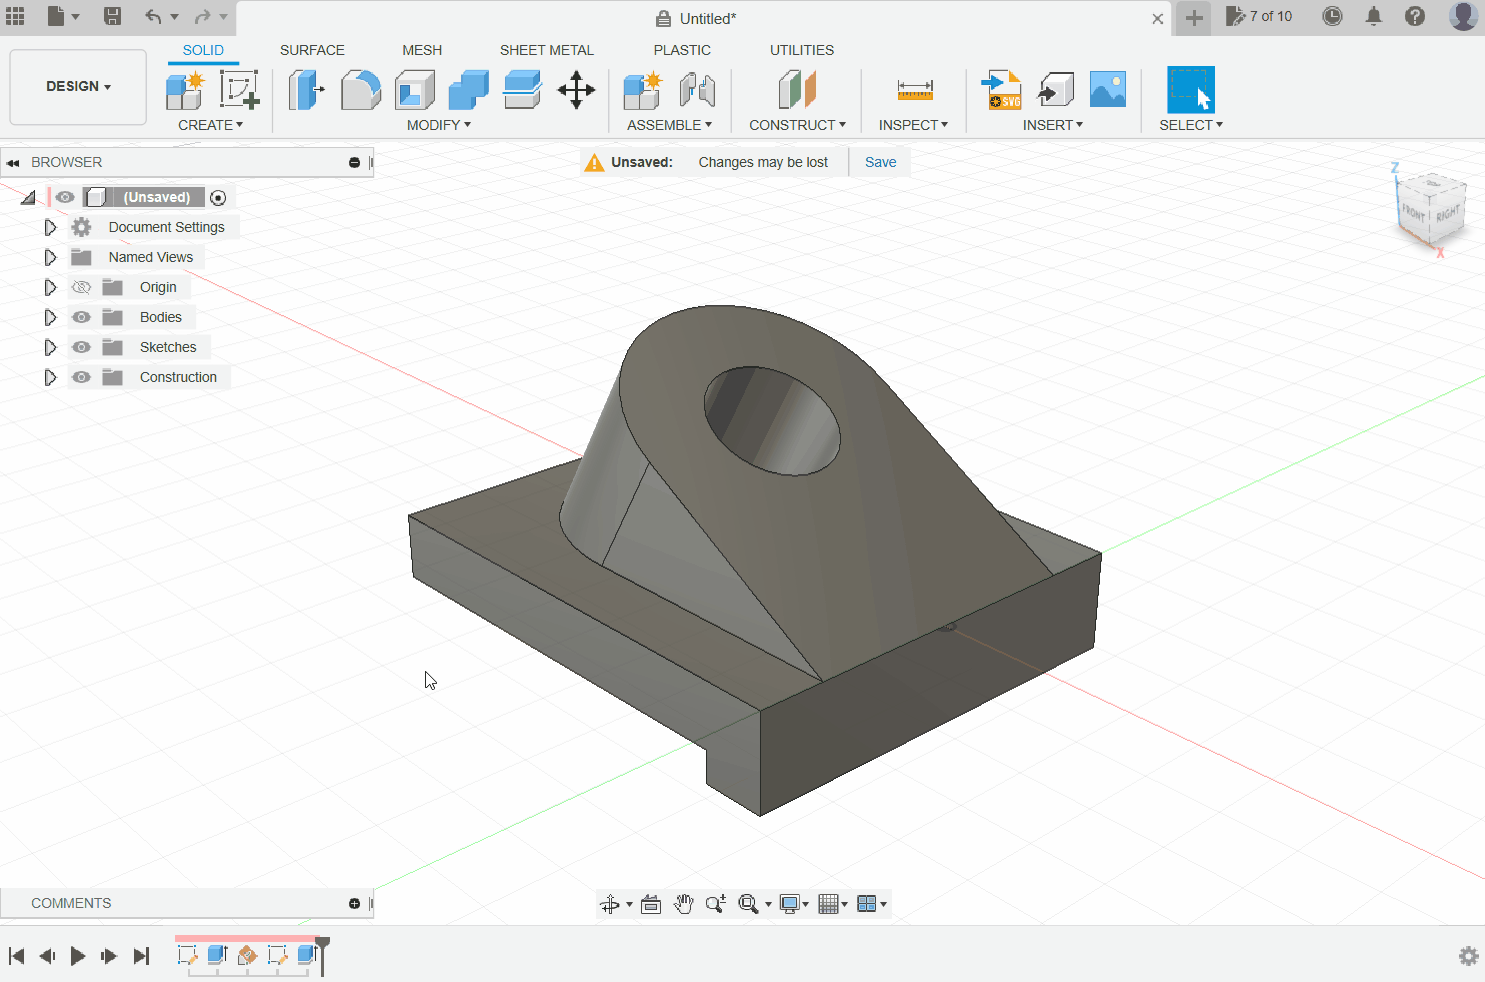 Untitled*
7 of 10
DESIGN
SOLID
SURFACE
MESH
SHEET METAL
PLASTIC
UTILITIES
CREATE
MODIFY
ASSEMBLE
CONSTRUCT
INSPECT
SVG
INSERT
SELECT
BROWSER
Unsaved: Changes may be lost Save
(Unsaved)
Document Settings
Named Views
Origin
Bodies
Sketches
Construction
Z
FRONT
RIGHT
X
COMMENTS